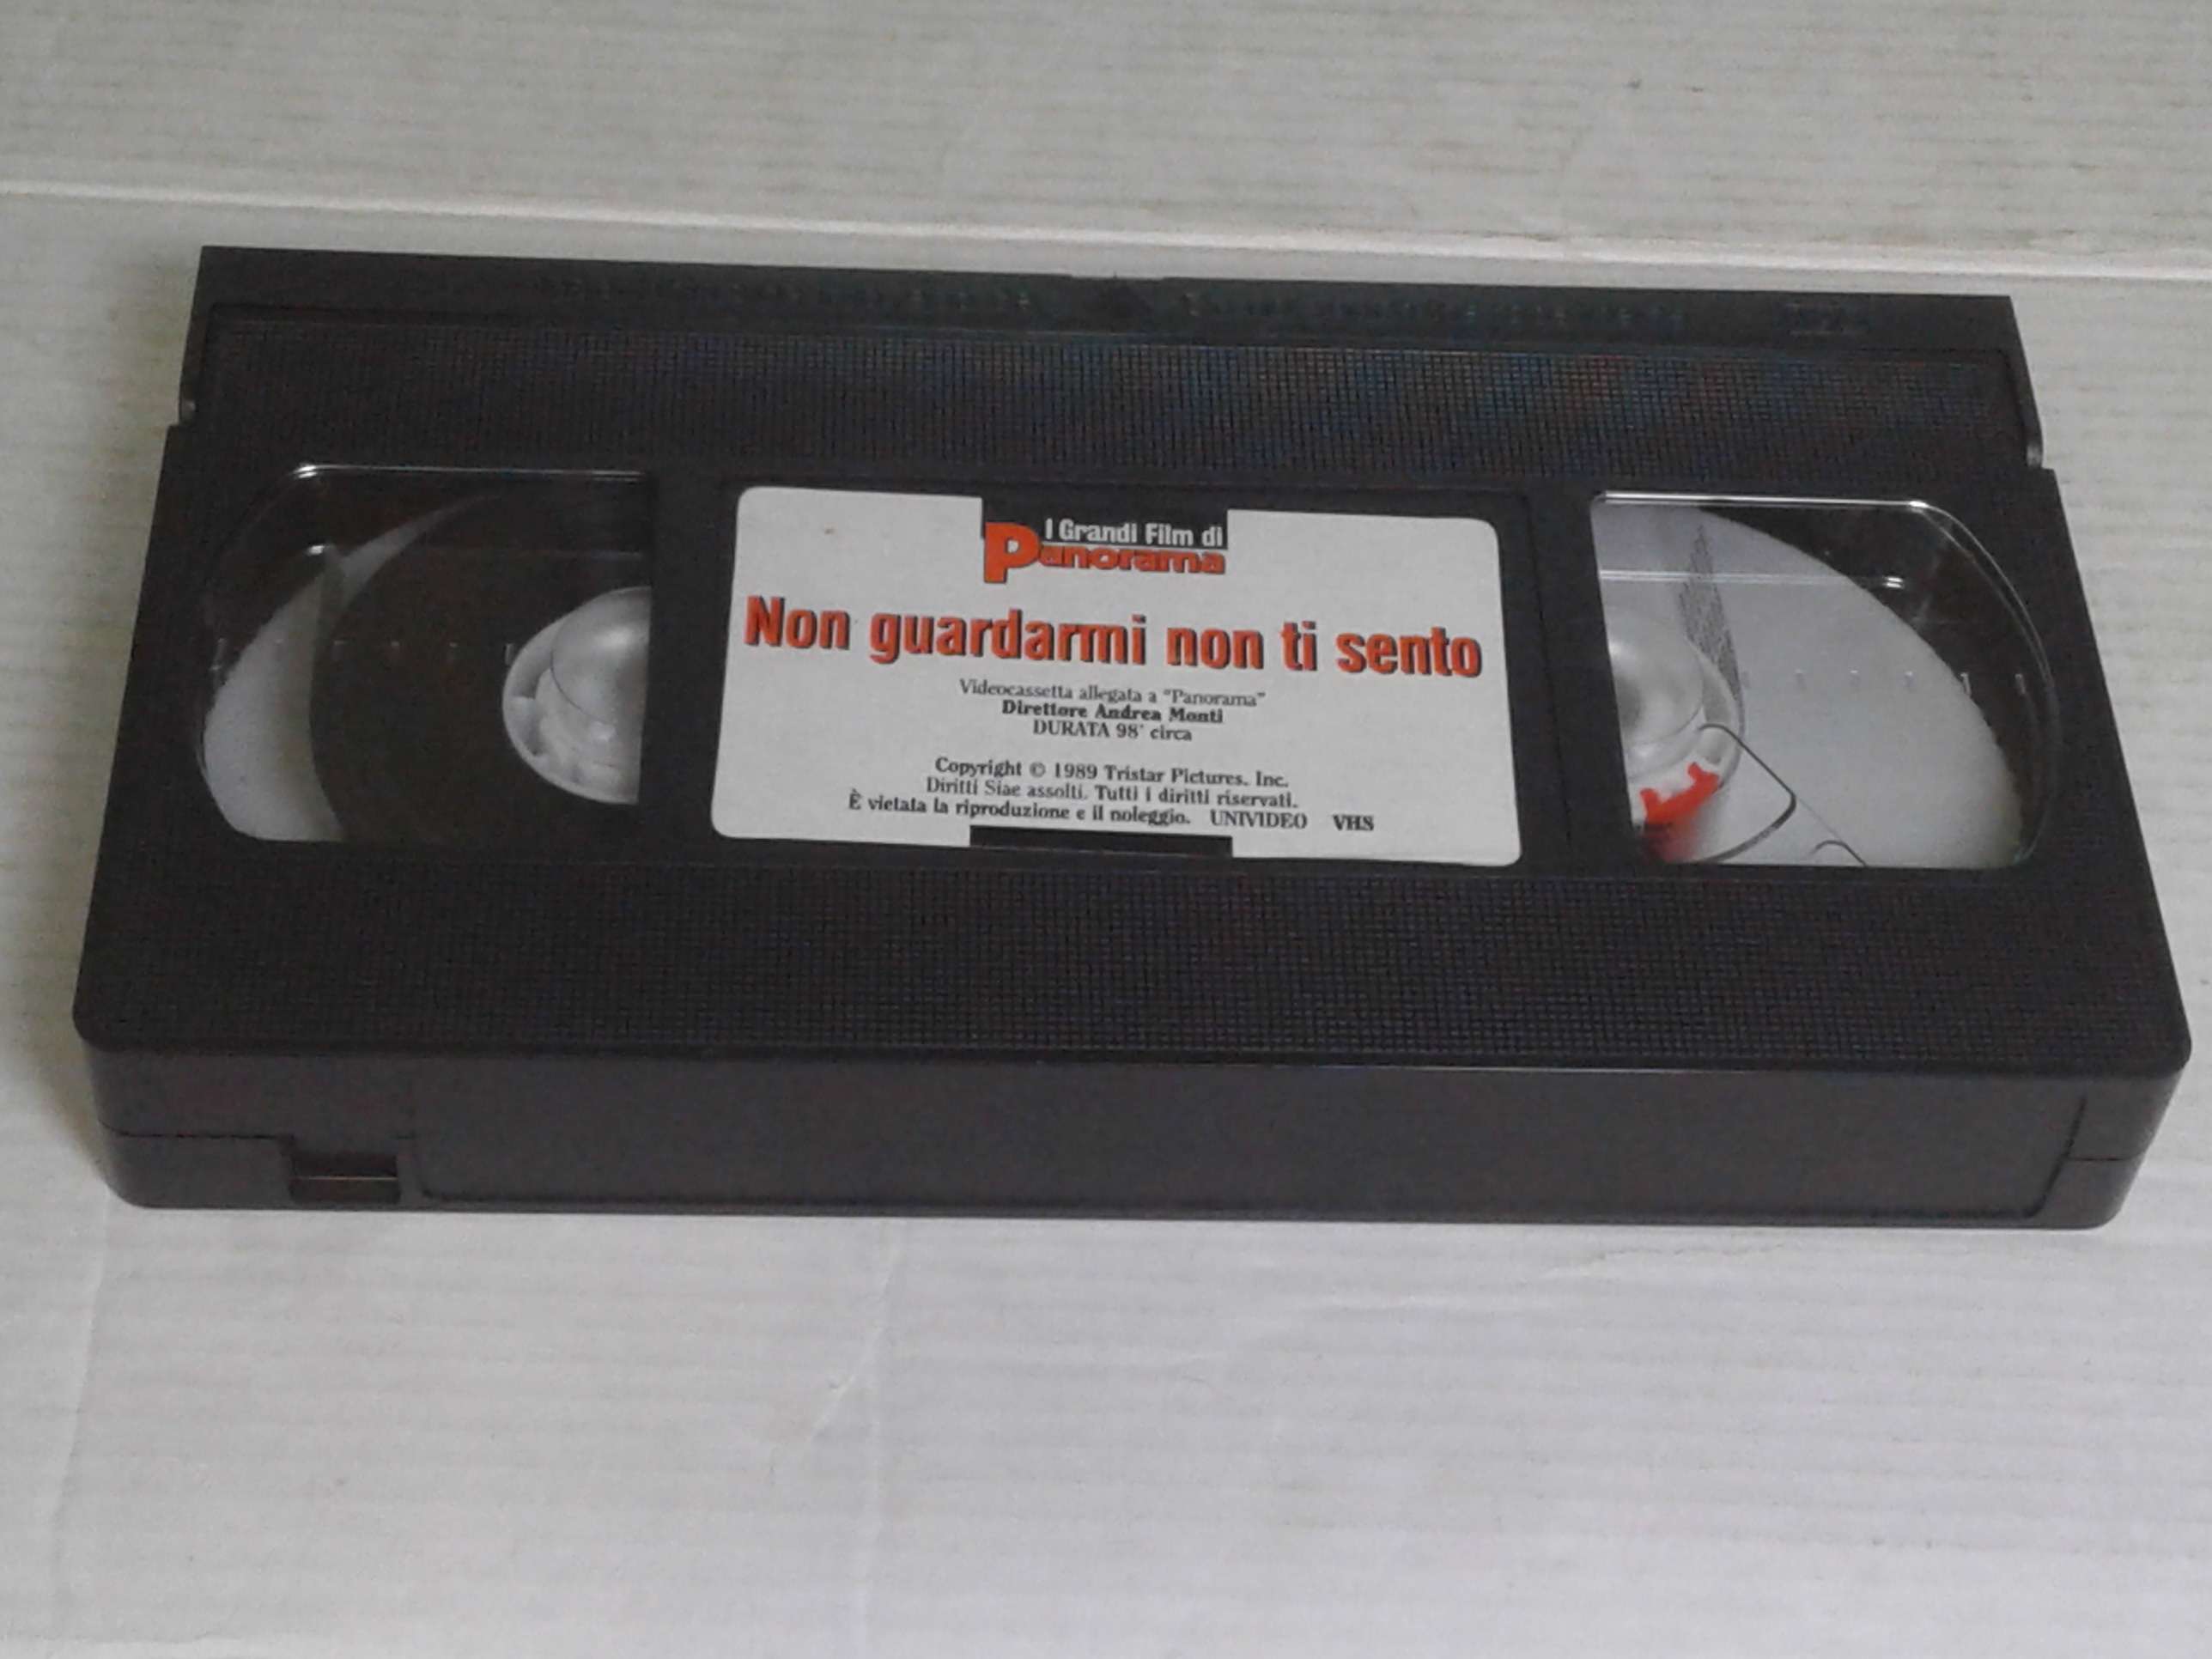 I Grandi Film di
Panorama
Non guardarmi non ti sento
Videocassetta allegata a "Panorama"
Direttore Andrea Monti
DURATA 98' circa
Copyright © 1989 Tristar Pictures, Inc.
Diritti Siae assolti. Tutti i diritti riservati.
È vietata la riproduzione e il noleggio. UNIVIDEO VHS